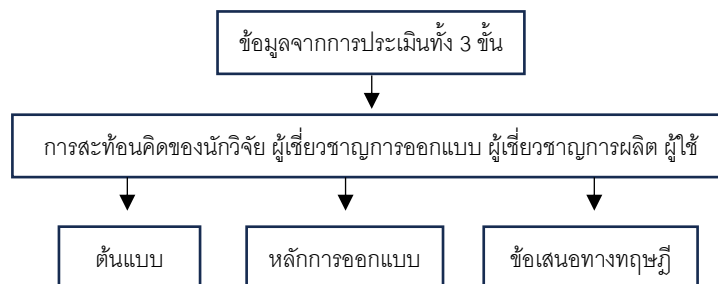 ข้อมูลจากการประเมินทั้ง 3 ขั้น
การสะท้อนคิดของนักวิจัย ผู้เชี่ยวชาญการออกแบบ ผู้เชี่ยวชาญการผลิต ผู้ใช้
ต้นแบบ
หลักการออกแบบ
ข้อเสนอทางทฤษฎี